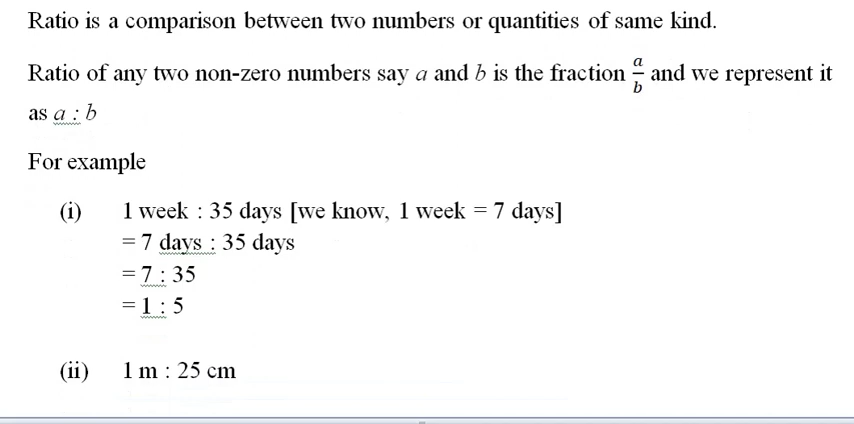 Ratio is a comparison between two numbers or quantities of same kind.
Ratio of any two non-zero numbers say a and b is the fraction a/b and we represent it
as a : b
For example
(i) 1 week : 35 days [we know, 1 week = 7 days]
= 7 days : 35 days
= 7 : 35
= 1 : 5
(ii) 1 m : 25 cm